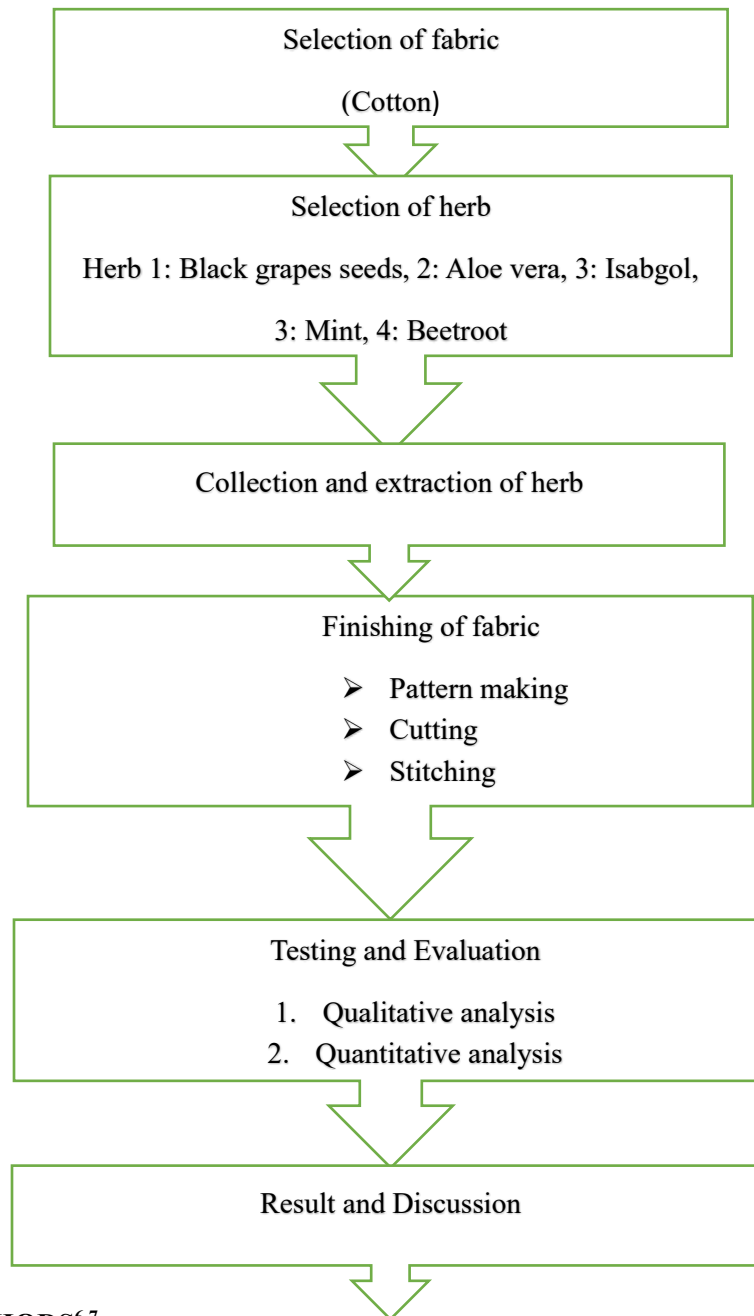 Selection of fabric
(Cotton)
Selection of herb
Herb 1: Black grapes seeds, 2: Aloe vera, 3: Isabgol,
3: Mint, 4: Beetroot
Collection and extraction of herb
Finishing of fabric
➢ Pattern making
➢ Cutting
➢ Stitching
Testing and Evaluation
1. Qualitative analysis
2. Quantitative analysis
Result and Discussion